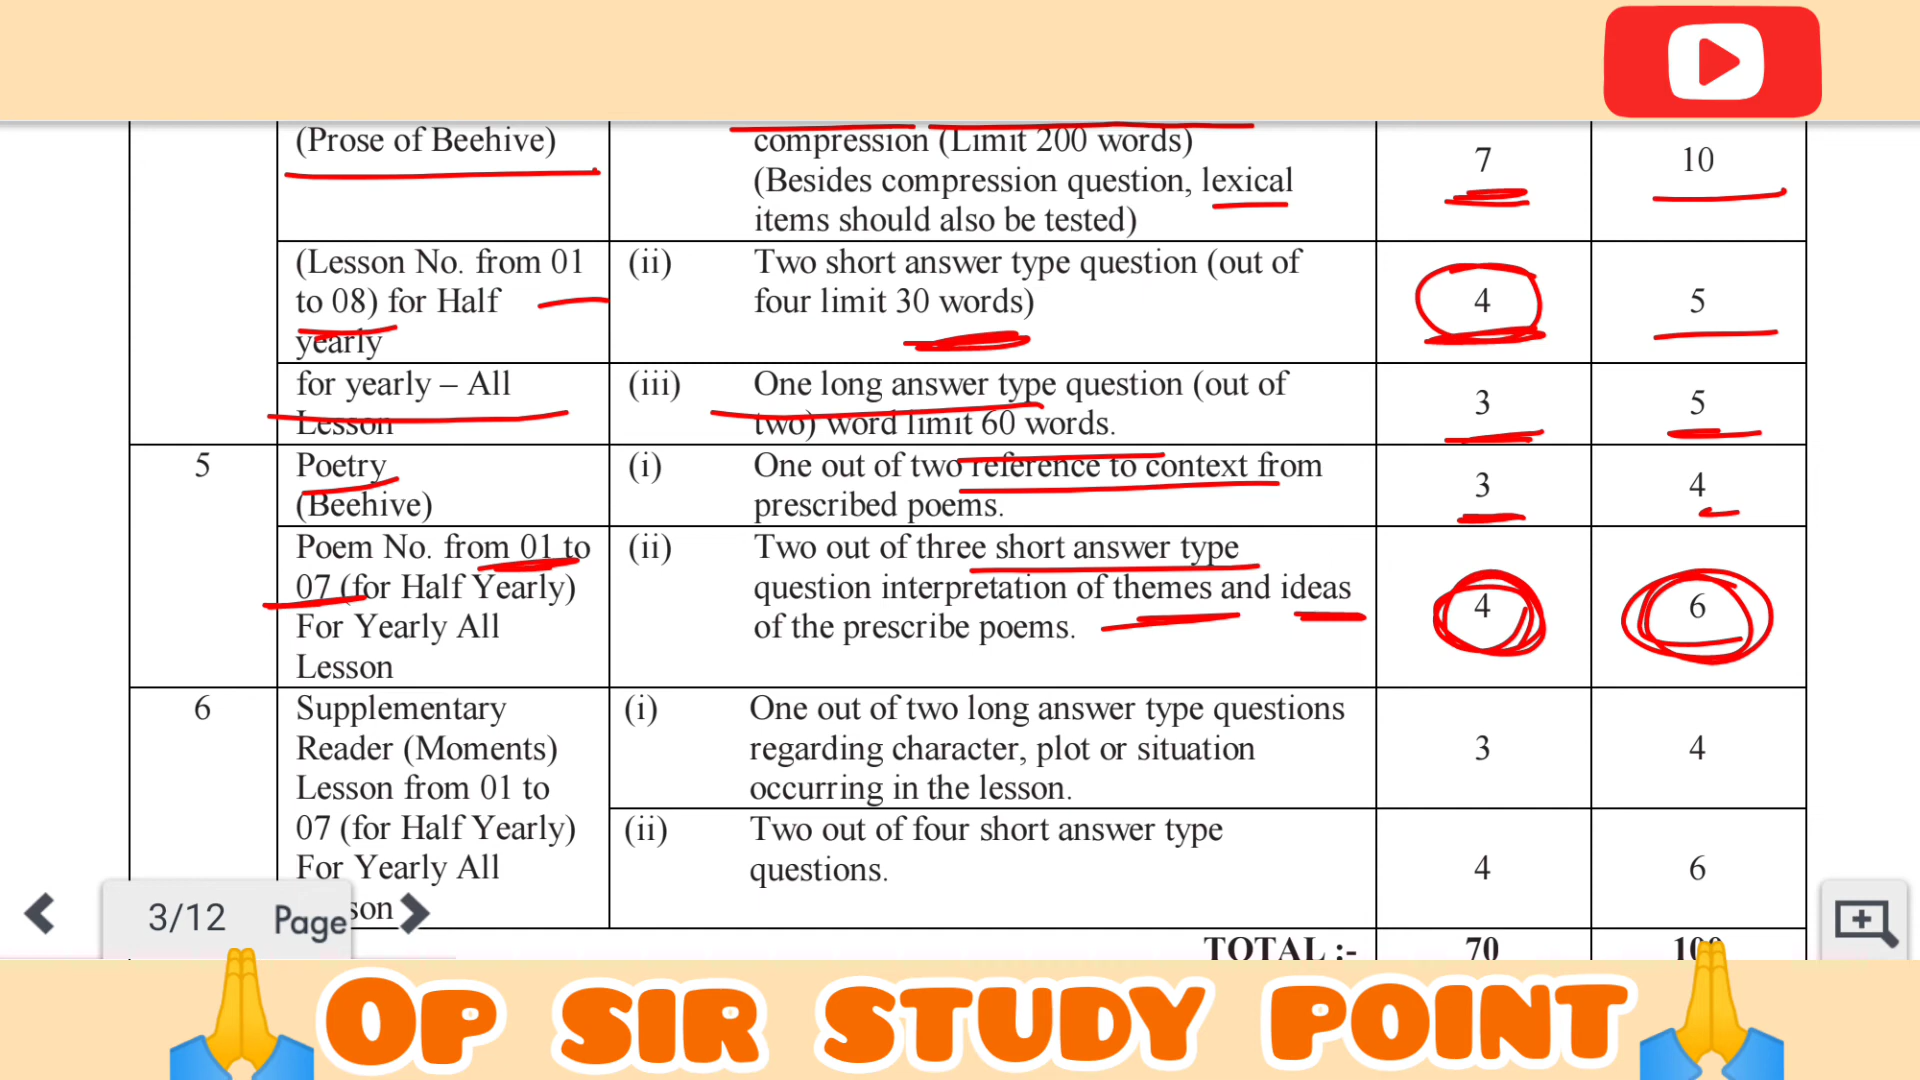 (Prose of Beehive)
compression (Limit 200 words)
(Besides compression question, lexical
items should also be tested)
7
10
(Lesson No. from 01
to 08) for Half
yearly
(ii)
Two short answer type question (out of
four limit 30 words)
4
5
for yearly – All
Lesson
(iii)
One long answer type question (out of
two) word limit 60 words.
3
5
5
Poetry
(Beehive)
(i)
One out of two reference to context from
prescribed poems.
3
4
Poem No. from 01 to
07 (for Half Yearly)
For Yearly All
Lesson
(ii)
Two out of three short answer type
question interpretation of themes and ideas
of the prescribe poems.
4
6
6
Supplementary
Reader (Moments)
Lesson from 01 to
07 (for Half Yearly)
For Yearly All
son
(i)
One out of two long answer type questions
regarding character, plot or situation
occurring in the lesson.
3
4
(ii)
Two out of four short answer type
questions.
4
6
3/12 Page
TOTAL :- 70 100
OP SIR STUDY POINT